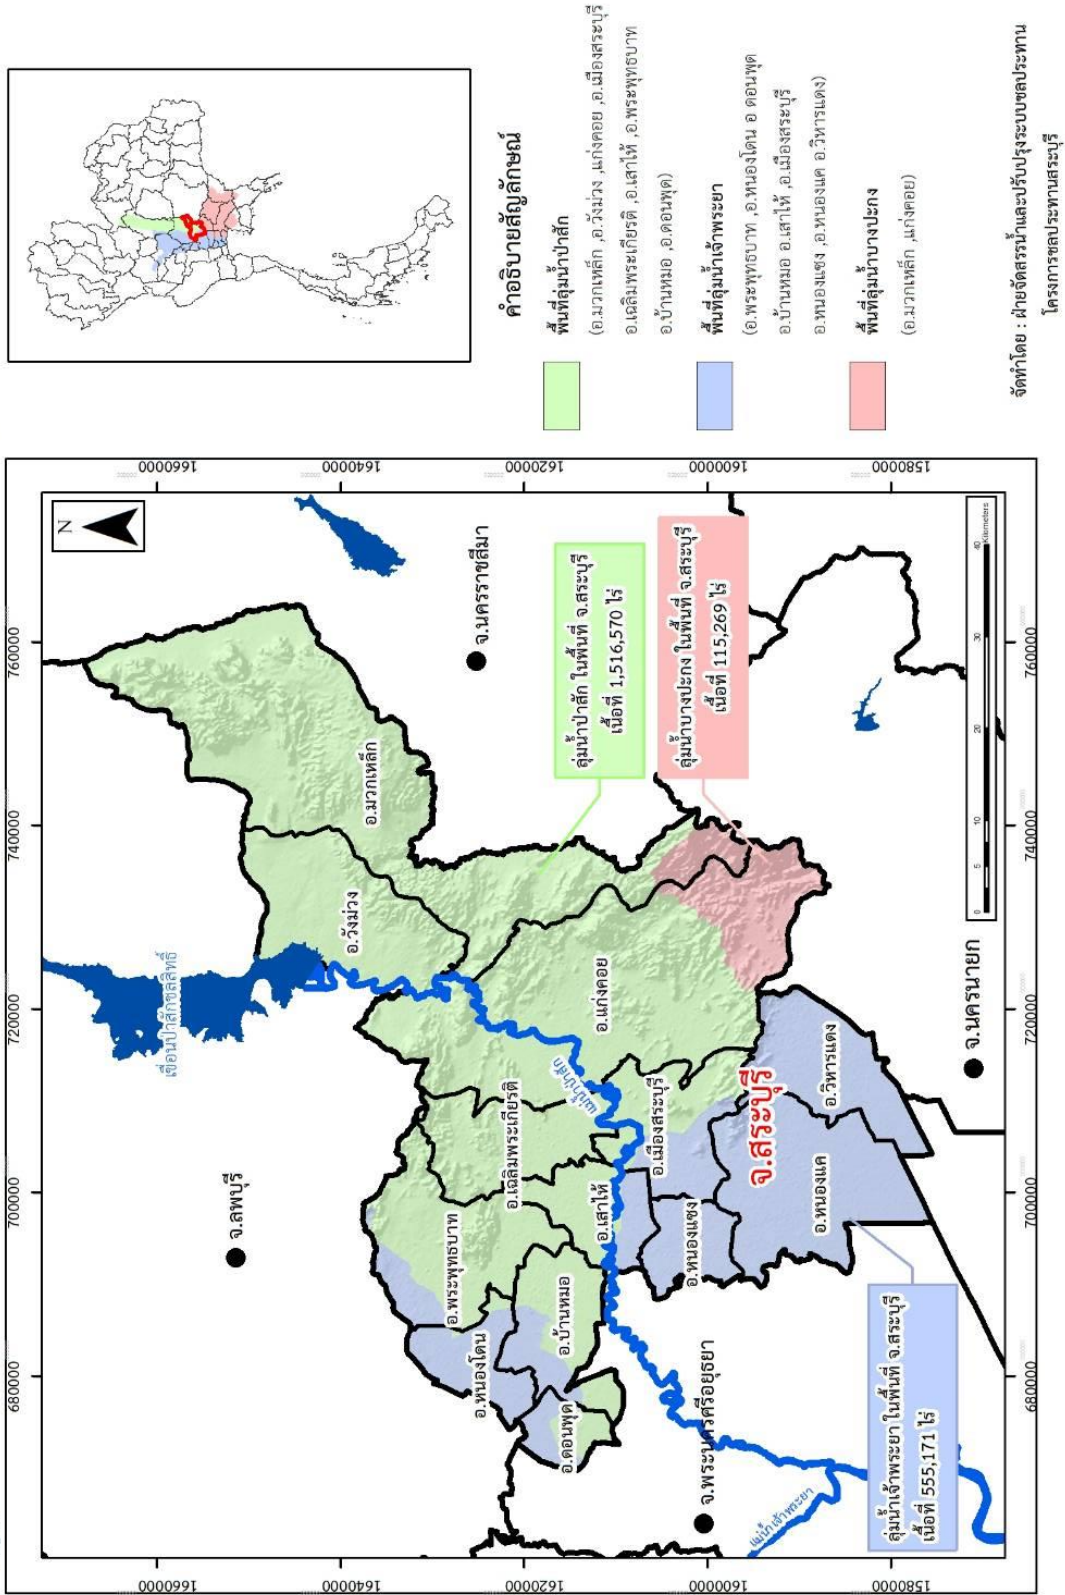 คำอธิบายสัญลักษณ์
พื้นที่ลุ่มน้ำป่าสัก
(อ.มวกเหล็ก ,อ.วังม่วง ,แก่งคอย ,อ.เมืองสระบุรี
อ.เฉลิมพระเกียรติ ,อ.เสาไห้ ,อ.พระพุทธบาท
อ.บ้านหมอ ,อ.ดอนพุด)
พื้นที่ลุ่มน้ำเจ้าพระยา
(อ.พระพุทธบาท ,อ.หนองโดน อ ดอนพุด
อ.บ้านหมอ อ.เสาไห้ ,อ.เมืองสระบุรี
อ.หนองแซง ,อ.หนองแค อ.วิหารแดง)
พื้นที่ลุ่มน้ำบางปะกง
(อ.มวกเหล็ก ,แก่งคอย)
จัดทำโดย : ฝ่ายจัดสรรน้ำและปรับปรุงระบบชลประทาน
โครงการชลประทานสระบุรี
680000
700000
720000
740000
760000
N
1660000
1640000
1620000
1600000
1580000
1660000
1640000
1620000
1600000
1580000
เขื่อนป่าสักชลสิทธิ์
จ.ลพบุรี
จ.นครราชสีมา
อ.มวกเหล็ก
อ.วังม่วง
อ.พระพุทธบาท
อ.เฉลิมพระเกียรติ
อ.หนองโดน
อ.บ้านหมอ
อ.ดอนพุด
แม่น้ำป่าสัก
อ.แก่งคอย
อ.เสาไห้
อ.เมืองสระบุรี
อ.หนองแซง
จ.สระบุรี
อ.หนองแค
อ.วิหารแดง
จ.พระนครศรีอยุธยา
แม่น้ำเจ้าพระยา
จ.นครนายก
ลุ่มน้ำป่าสัก ในพื้นที่ จ.สระบุรี
เนื้อที่ 1,516,570 ไร่
ลุ่มน้ำบางปะกง ในพื้นที่ จ.สระบุรี
เนื้อที่ 115,269 ไร่
ลุ่มน้ำเจ้าพระยา ในพื้นที่ จ.สระบุรี
เนื้อที่ 555,171 ไร่
0 5 10 20 30 40
Kilometers
680000
700000
720000
740000
760000